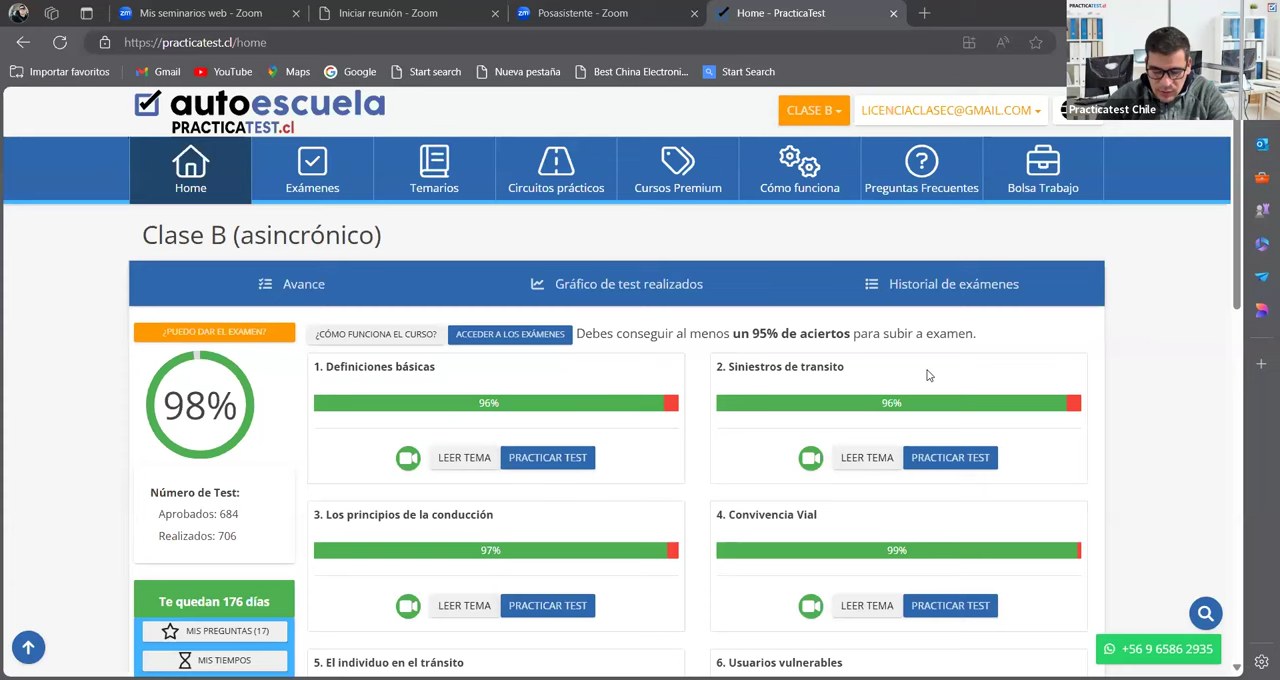 Mis seminarios web - Zoom
Iniciar reunión - Zoom
Posasistente - Zoom
Home - PracticaTest
https://practicatest.cl/home
Importar favoritos
Gmail
YouTube
Maps
Google
Start search
Nueva pestaña
Best China Electroni...
Start Search
PRACTICATEST.cl
Practicatest Chile
autoescuela
PRACTICATEST.cl
CLASE B
LICENCIACLASEC@GMAIL.COM
Home
Exámenes
Temarios
Circuitos prácticos
Cursos Premium
Cómo funciona
Preguntas Frecuentes
Bolsa Trabajo
Clase B (asincrónico)
Avance
Gráfico de test realizados
Historial de exámenes
¿PUEDO DAR EL EXAMEN?
98%
Número de Test:
Aprobados: 684
Realizados: 706
Te quedan 176 días
MIS PREGUNTAS (17)
MIS TIEMPOS
¿CÓMO FUNCIONA EL CURSO?
ACCEDER A LOS EXÁMENES
Debes conseguir al menos un 95% de aciertos para subir a examen.
1. Definiciones básicas
96%
LEER TEMA
PRACTICAR TEST
2. Siniestros de transito
96%
LEER TEMA
PRACTICAR TEST
3. Los principios de la conducción
97%
LEER TEMA
PRACTICAR TEST
4. Convivencia Vial
99%
LEER TEMA
PRACTICAR TEST
5. El individuo en el tránsito
6. Usuarios vulnerables
+56 9 6586 2935